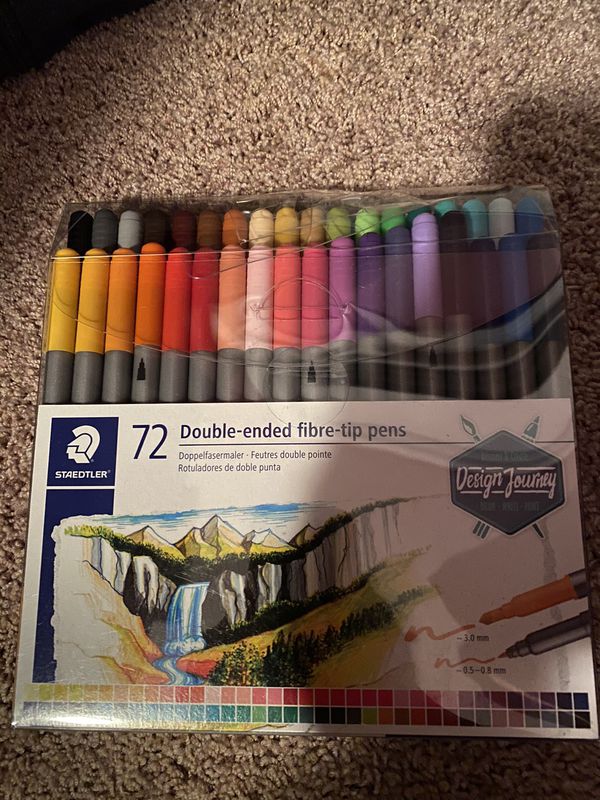 72 Double-ended fibre-tip pens
Doppelfasermaler · Feutres double pointe
Rotuladores de doble punta
STAEDTLER
Design Journey
~ 3.0 mm
~ 0.5–0.8 mm